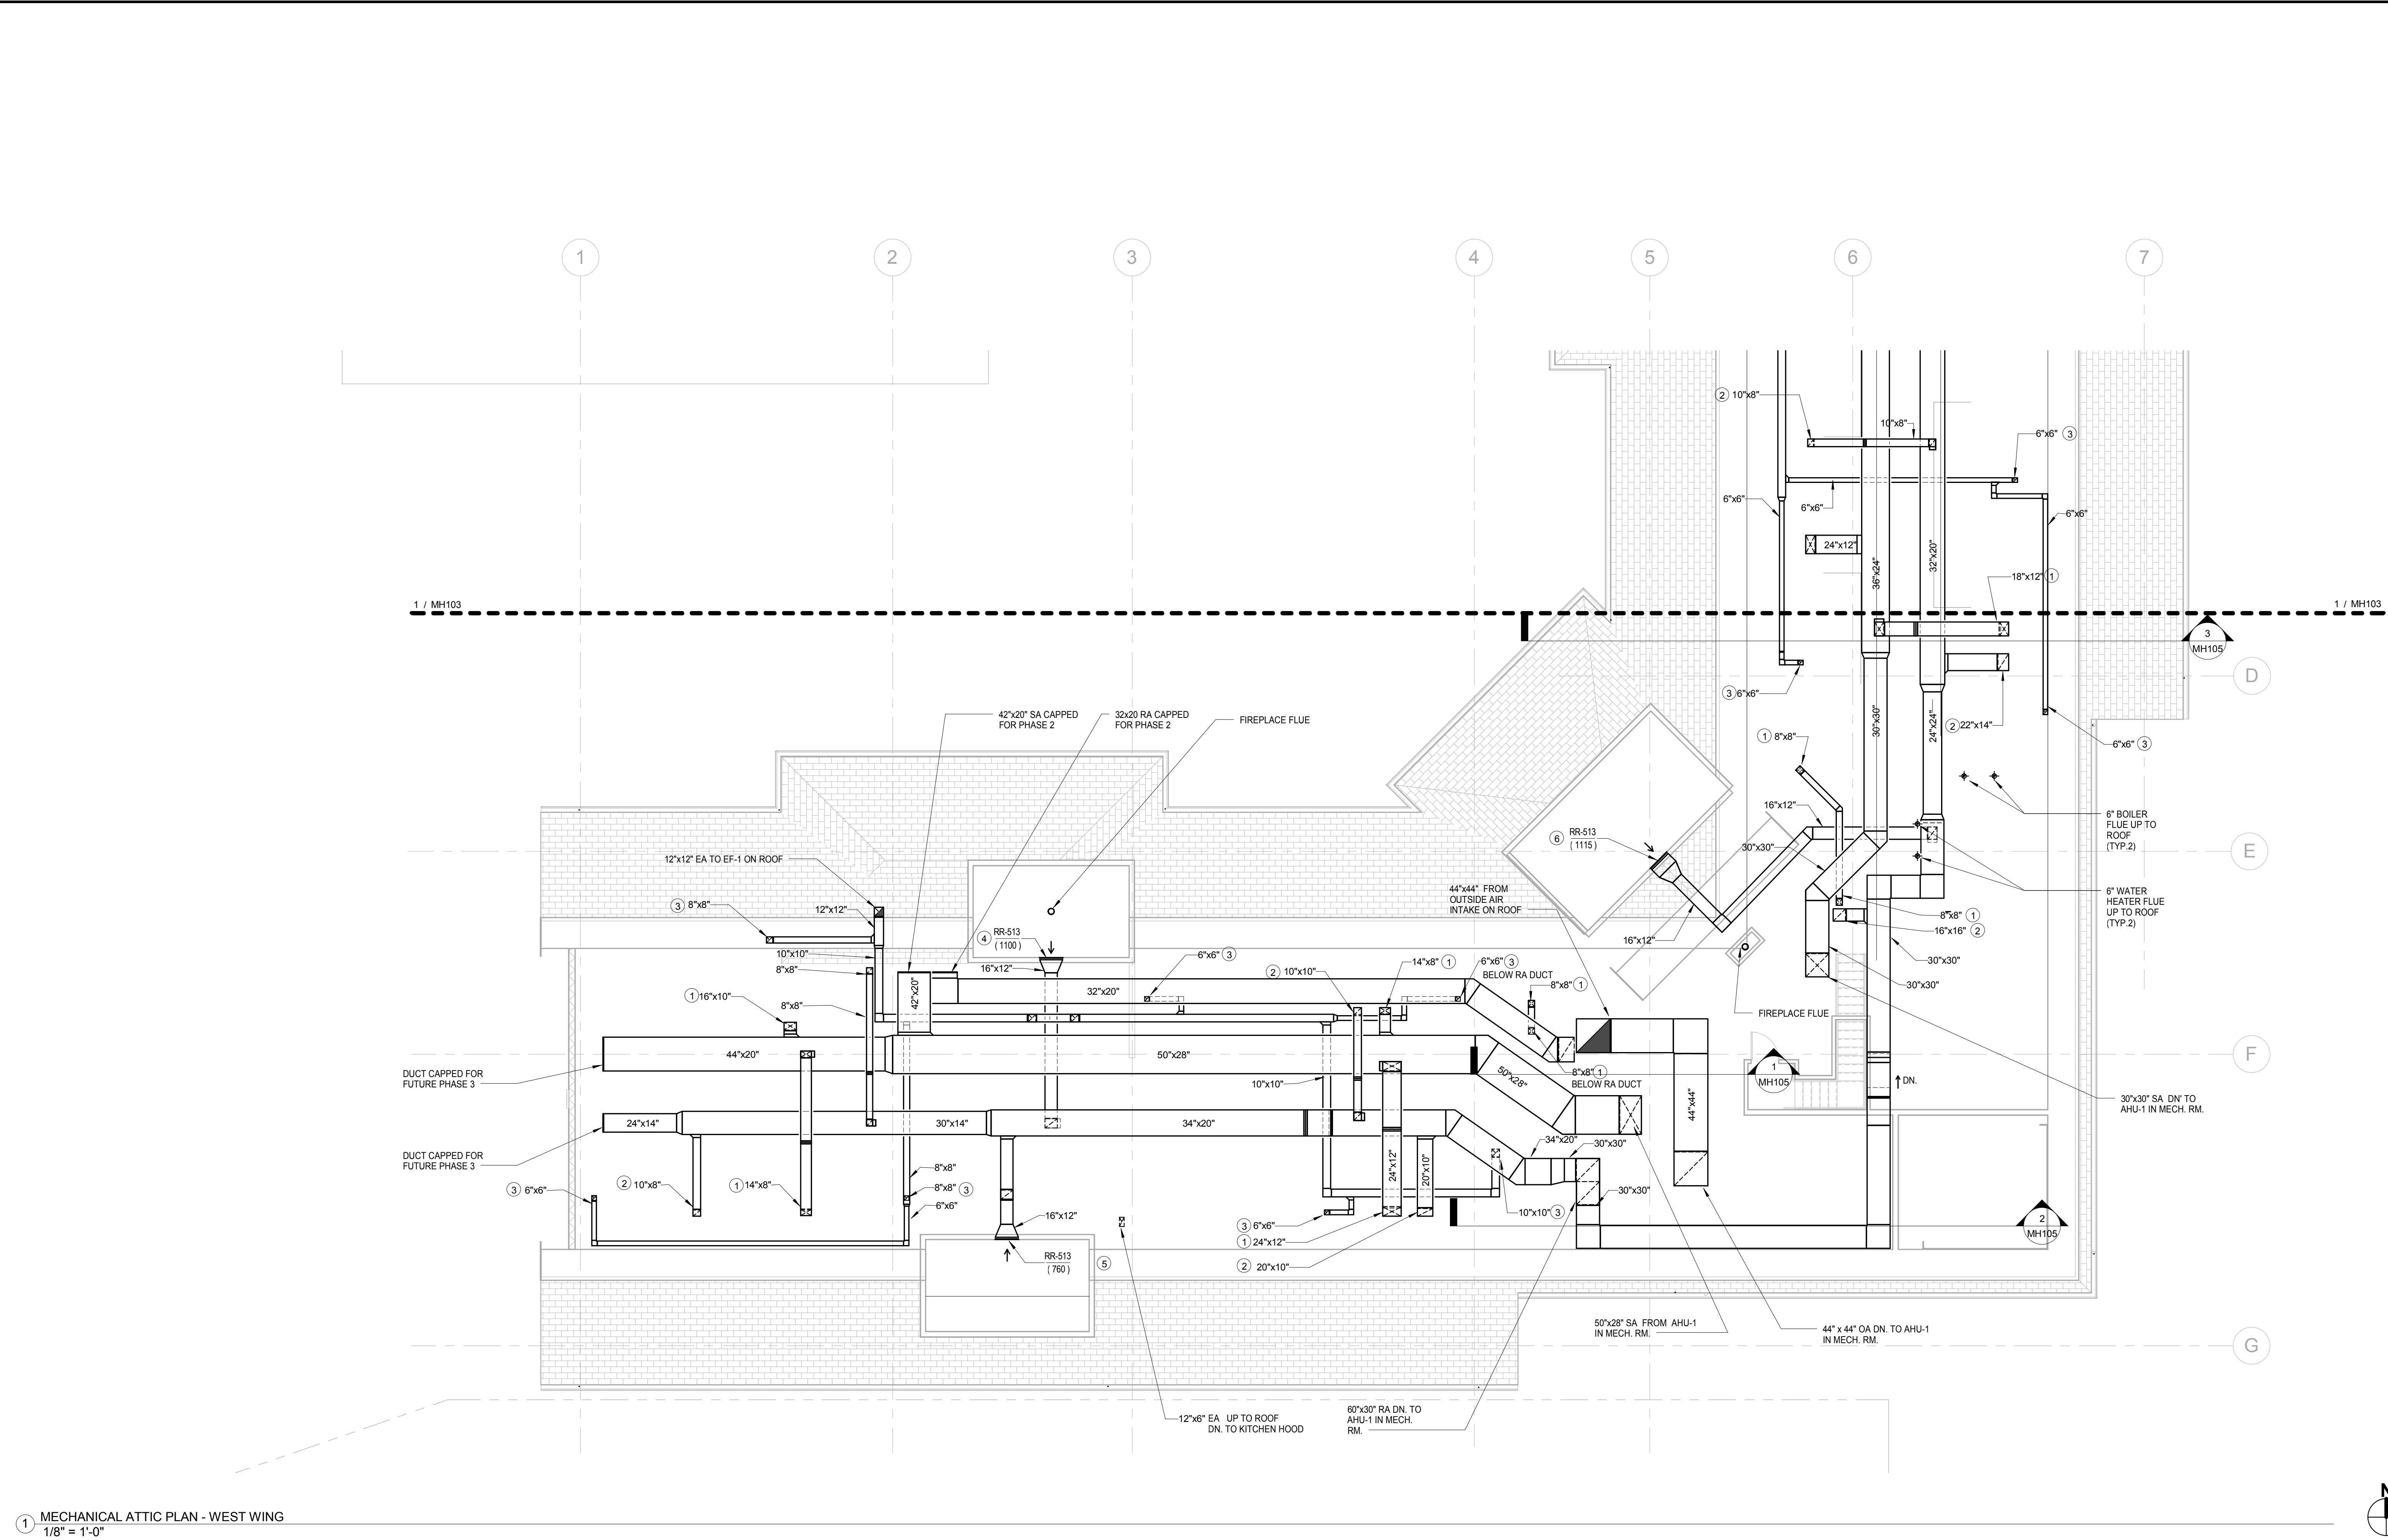 1
2
3
4
5
6
7
2 10"x8"
10"x8"
6"x6" 3
6"x6"
6"x6"
6"x6"
24"x12"
36"x24"
32"x20"
18"x12" 1
1 / MH103
1 / MH103
3
MH105
D
3 6"x6"
30"x30"
24"x24"
2 22"x14"
6"x6" 3
1 8"x8"
42"x20" SA CAPPED
FOR PHASE 2
32x20 RA CAPPED
FOR PHASE 2
FIREPLACE FLUE
16"x12"
6" BOILER
FLUE UP TO
ROOF
(TYP.2)
6 RR-513
( 1115 )
30"x30"
E
12"x12" EA TO EF-1 ON ROOF
44"x44" FROM
OUTSIDE AIR
INTAKE ON ROOF
6" WATER
HEATER FLUE
UP TO ROOF
(TYP.2)
3 8"x8"
12"x12"
8"x8" 1
16"x16" 2
4 RR-513
( 1100 )
16"x12"
10"x10"
8"x8"
16"x12"
6"x6" 3
2 10"x10"
14"x8" 1
6"x6" 3
BELOW RA DUCT
8"x8" 1
30"x30"
30"x30"
1 16"x10"
8"x8"
42"x20"
32"x20"
FIREPLACE FLUE
44"x20"
50"x28"
F
DUCT CAPPED FOR
FUTURE PHASE 3
10"x10"
50"x28"
8"x8" 1
BELOW RA DUCT
1
MH105
DN.
44"x44"
30"x30" SA DN' TO
AHU-1 IN MECH. RM.
24"x14"
30"x14"
34"x20"
34"x20"
30"x30"
DUCT CAPPED FOR
FUTURE PHASE 3
24"x12"
20"x10"
3 6"x6"
2 10"x8"
1 14"x8"
8"x8"
8"x8" 3
6"x6"
30"x30"
16"x12"
10"x10" 3
3 6"x6"
1 24"x12"
2 20"x10"
2
MH105
RR-513
( 760 )
5
50"x28" SA FROM AHU-1
IN MECH. RM.
44" x 44" OA DN. TO AHU-1
IN MECH. RM.
G
12"x6" EA UP TO ROOF
DN. TO KITCHEN HOOD
60"x30" RA DN. TO
AHU-1 IN MECH.
RM.
N
1 MECHANICAL ATTIC PLAN - WEST WING
1/8" = 1'-0"